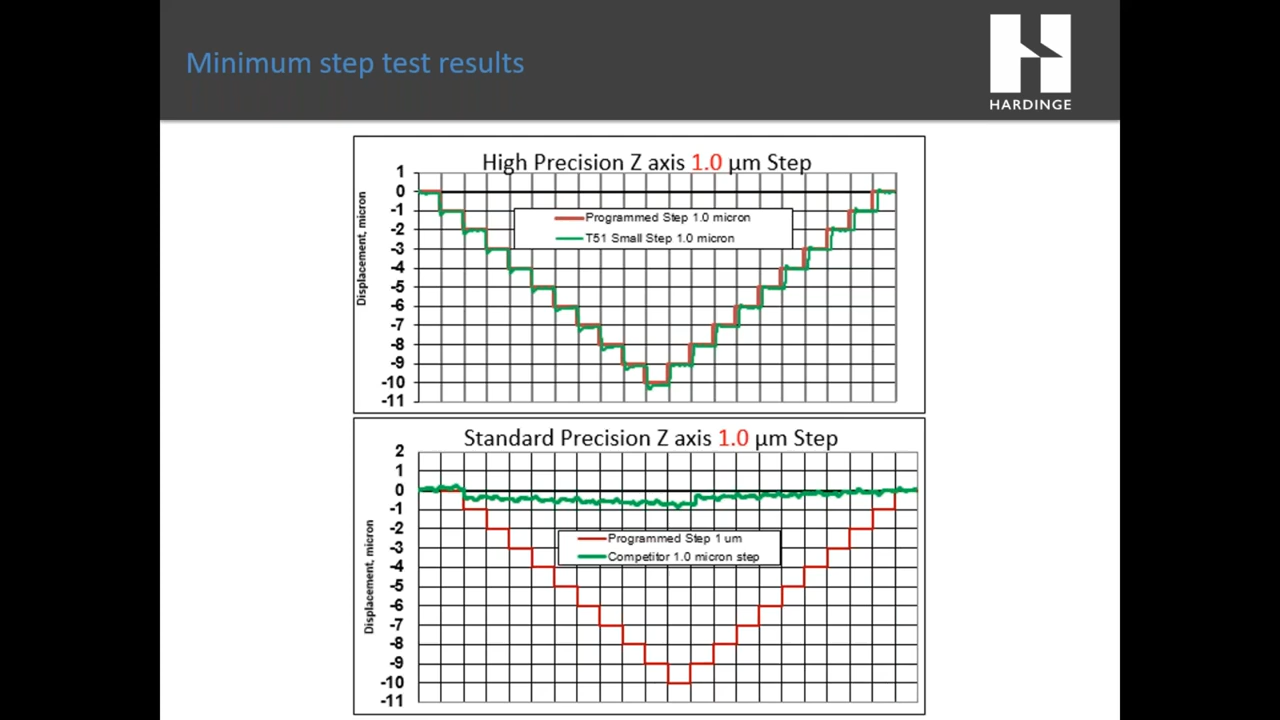 Minimum step test results
HARDINGE
High Precision Z axis 1.0 µm Step
Displacement, micron
1
0
-1
-2
-3
-4
-5
-6
-7
-8
-9
-10
-11
Programmed Step 1.0 micron
T51 Small Step 1.0 micron
Standard Precision Z axis 1.0 µm Step
Displacement, micron
2
1
0
-1
-2
-3
-4
-5
-6
-7
-8
-9
-10
-11
Programmed Step 1 um
Competitor 1.0 micron step